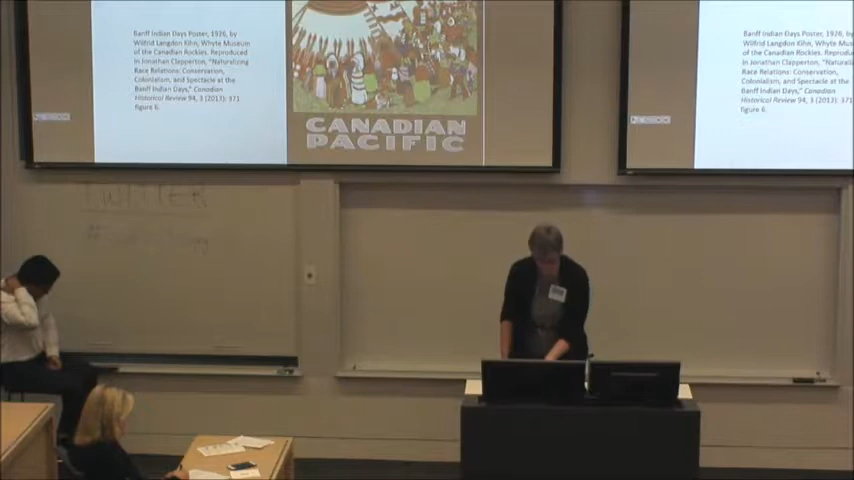 Banff Indian Days Poster, 1926, by
Wilfrid Langdon Kihn, Whyte Museum
of the Canadian Rockies. Reproduced
in Jonathan Clapperton, "Naturalizing
Race Relations: Conservation,
Colonialism, and Spectacle at the
Banff Indian Days," Canadian
Historical Review 94, 3 (2013): 371
figure 6.
CANADIAN
PACIFIC
Banff Indian Days Poster, 1926, by
Wilfrid Langdon Kihn, Whyte Museum
of the Canadian Rockies. Reproduced
in Jonathan Clapperton, "Naturalizing
Race Relations: Conservation,
Colonialism, and Spectacle at the
Banff Indian Days," Canadian
Historical Review 94, 3 (2013): 371
figure 6.
TWITTER